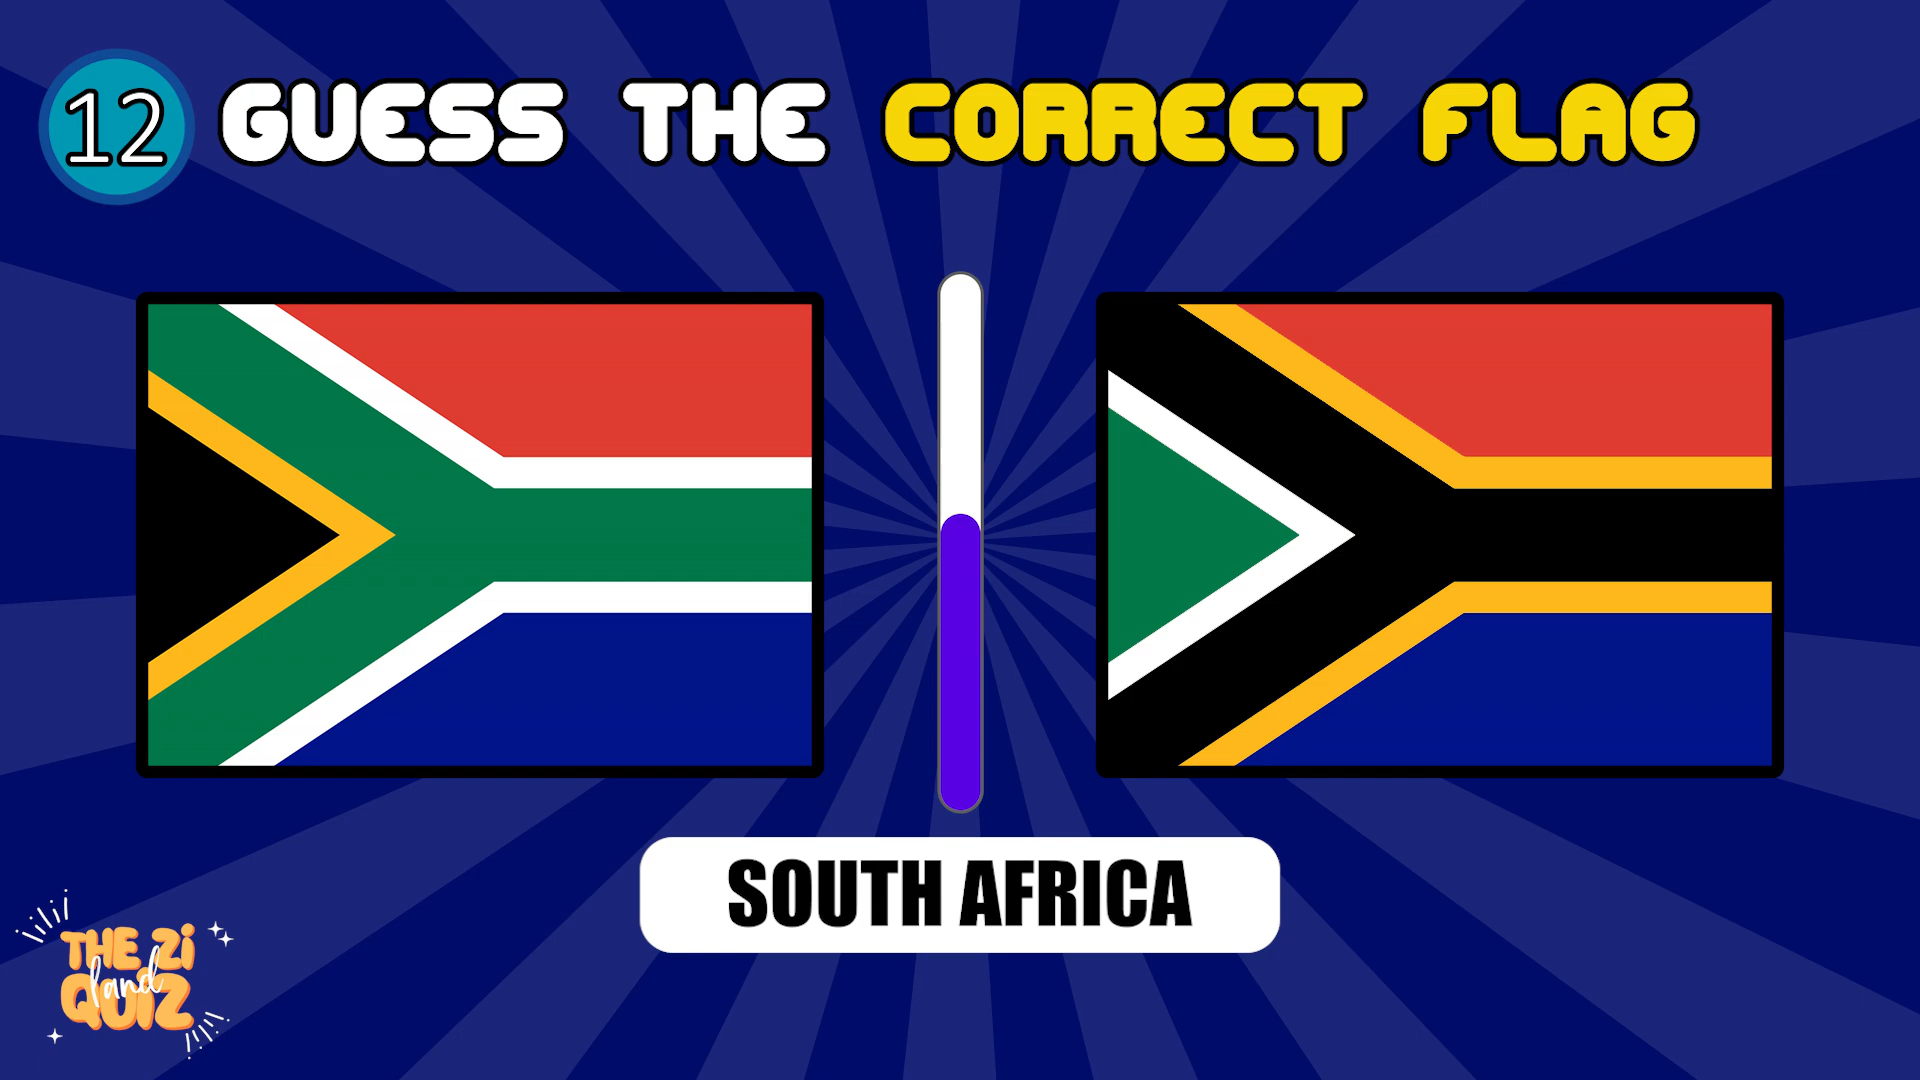 12 GUESS THE CORRECT FLAG
SOUTH AFRICA
THE Zi
land
QUIZ